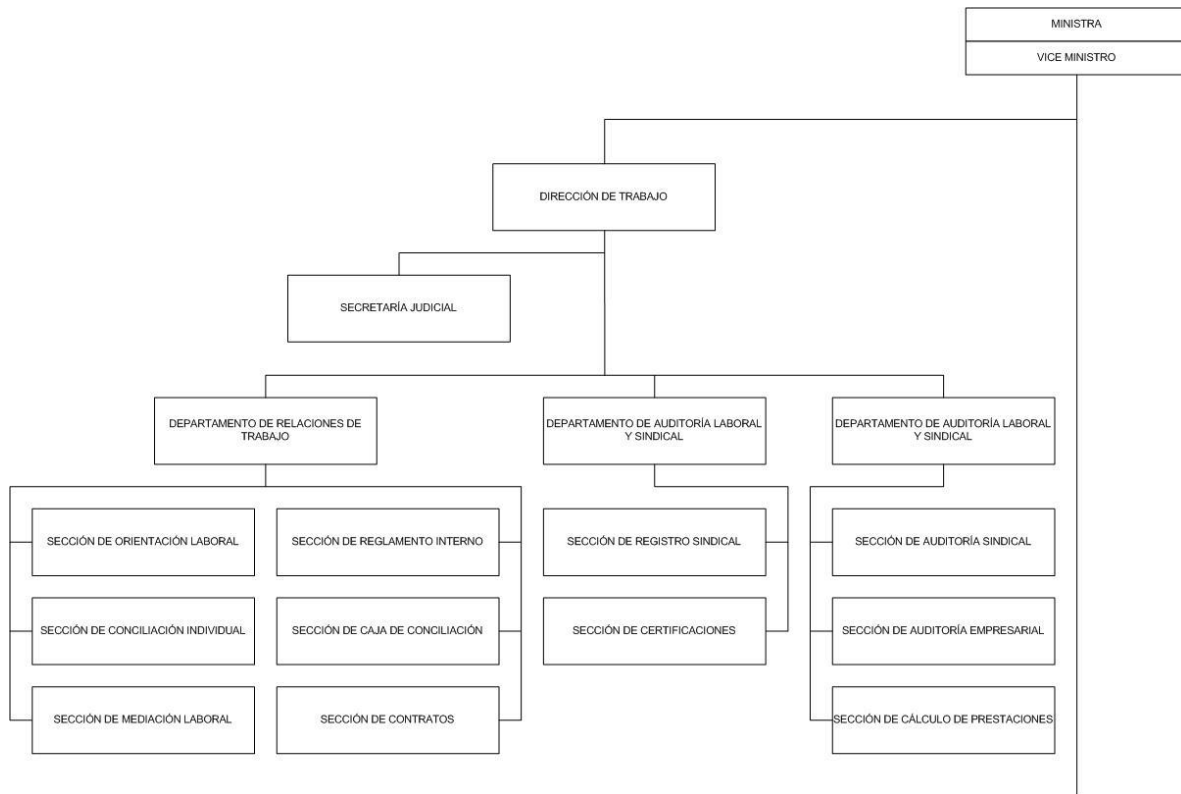 MINISTRA
VICE MINISTRO
DIRECCIÓN DE TRABAJO
SECRETARÍA JUDICIAL
DEPARTAMENTO DE RELACIONES DE
TRABAJO
DEPARTAMENTO DE AUDITORÍA LABORAL
Y SINDICAL
DEPARTAMENTO DE AUDITORÍA LABORAL
Y SINDICAL
SECCIÓN DE ORIENTACIÓN LABORAL
SECCIÓN DE REGLAMENTO INTERNO
SECCIÓN DE REGISTRO SINDICAL
SECCIÓN DE AUDITORÍA SINDICAL
SECCIÓN DE CONCILIACIÓN INDIVIDUAL
SECCIÓN DE CAJA DE CONCILIACIÓN
SECCIÓN DE CERTIFICACIONES
SECCIÓN DE AUDITORÍA EMPRESARIAL
SECCIÓN DE MEDIACIÓN LABORAL
SECCIÓN DE CONTRATOS
SECCIÓN DE CÁLCULO DE PRESTACIONES